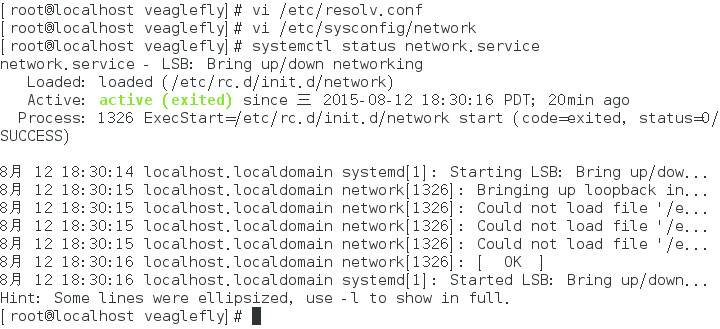 [root@localhost veaglefly]# vi /etc/resolv.conf
[root@localhost veaglefly]# vi /etc/sysconfig/network
[root@localhost veaglefly]# systemctl status network.service
network.service - LSB: Bring up/down networking
   Loaded: loaded (/etc/rc.d/init.d/network)
   Active: active (exited) since 三 2015-08-12 18:30:16 PDT; 20min ago
  Process: 1326 ExecStart=/etc/rc.d/init.d/network start (code=exited, status=0/
SUCCESS)

8月 12 18:30:14 localhost.localdomain systemd[1]: Starting LSB: Bring up/dow...
8月 12 18:30:15 localhost.localdomain network[1326]: Bringing up loopback in...
8月 12 18:30:15 localhost.localdomain network[1326]: Could not load file '/e...
8月 12 18:30:15 localhost.localdomain network[1326]: Could not load file '/e...
8月 12 18:30:15 localhost.localdomain network[1326]: Could not load file '/e...
8月 12 18:30:16 localhost.localdomain network[1326]: [  OK  ]
8月 12 18:30:16 localhost.localdomain systemd[1]: Started LSB: Bring up/down...
Hint: Some lines were ellipsized, use -l to show in full.
[root@localhost veaglefly]#